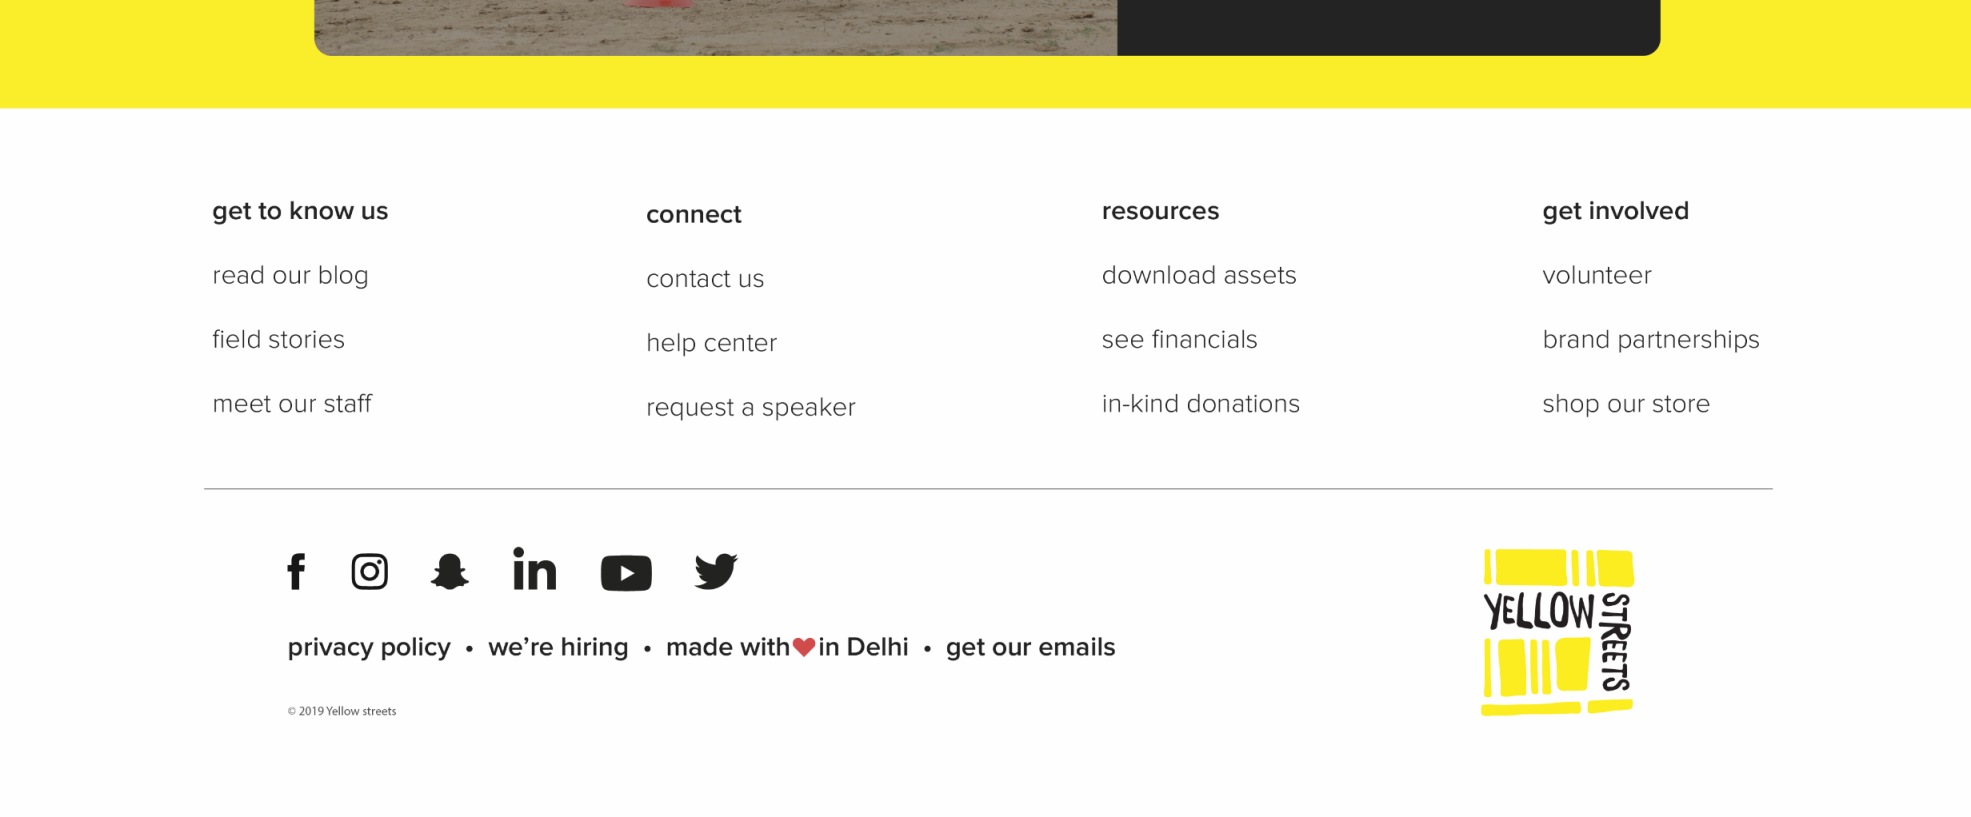 get to know us
read our blog
field stories
meet our staff
connect
contact us
help center
request a speaker
resources
download assets
see financials
in-kind donations
get involved
volunteer
brand partnerships
shop our store
privacy policy • we’re hiring • made with❤in Delhi • get our emails
© 2019 Yellow streets
YELLOW
STREETS